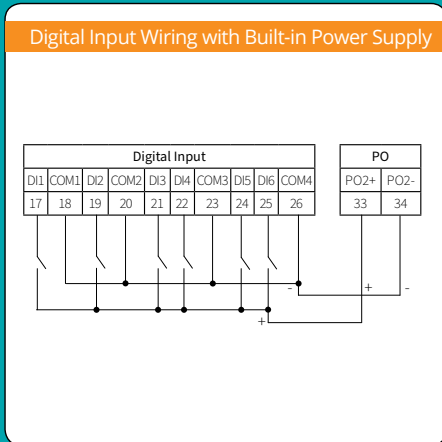 Digital Input Wiring with Built-in Power Supply
Digital Input PO
DI1 COM1 DI2 COM2 DI3 DI4 COM3 DI5 DI6 COM4 PO2+ PO2-
17 18 19 20 21 22 23 24 25 26 33 34
- + -
+